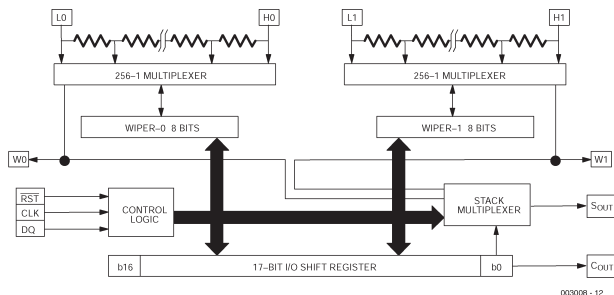 L0
H0
L1
H1
256–1 MULTIPLEXER
256–1 MULTIPLEXER
WIPER–0 8 BITS
WIPER–1 8 BITS
W0
W1
RST
CLK
DQ
CONTROL
LOGIC
STACK
MULTIPLEXER
SOUT
b16
17–BIT I/O SHIFT REGISTER
b0
COUT
003008 - 12